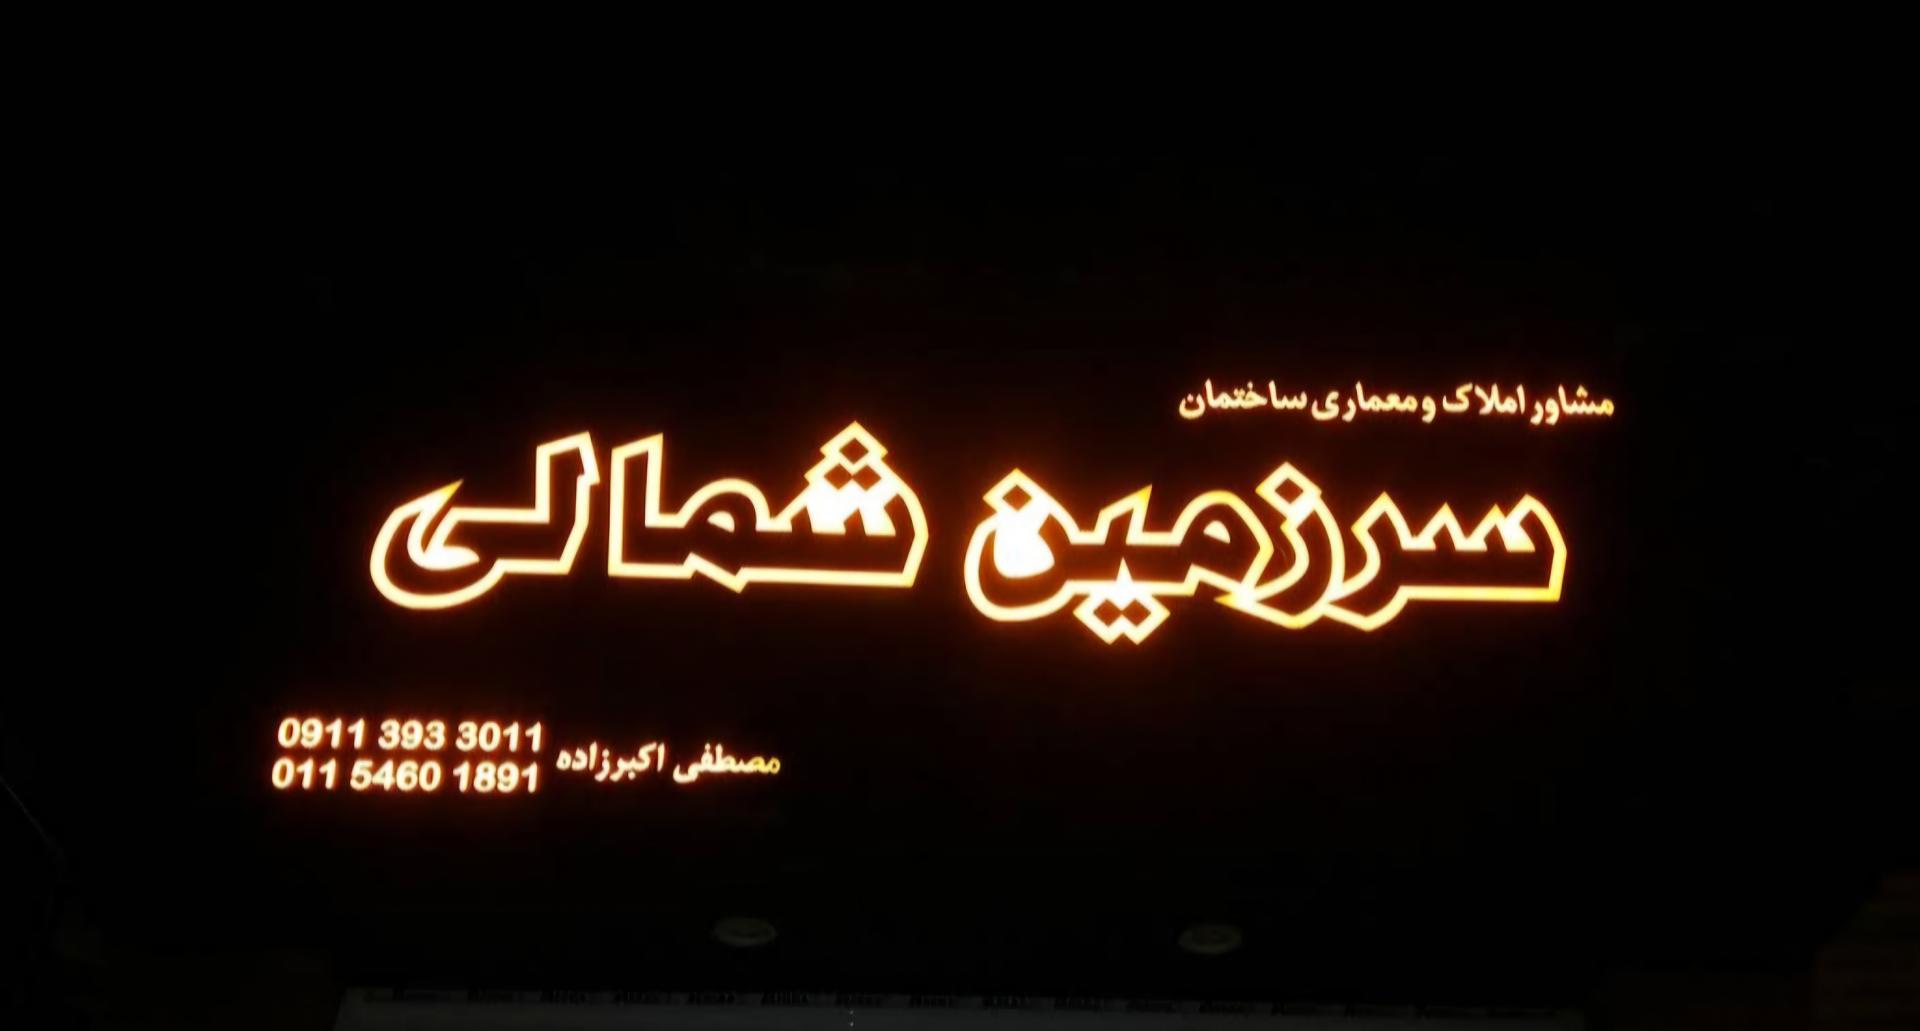 مشاور املاک و معماری ساختمان
سرزمین شمالی
مصطفی اکبرزاده
0911 393 3011
011 5460 1891